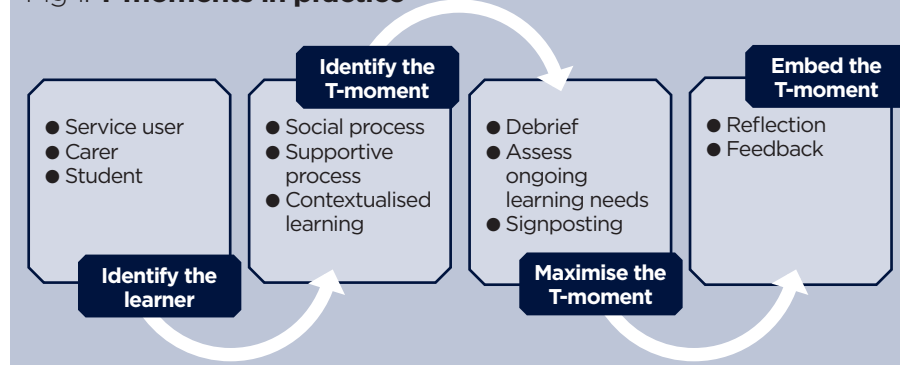 Fig 1. T-moments in practice
Service user
Carer
Student
Identify the
learner
Identify the
T-moment
Social process
Supportive
process
Contextualised
learning
Debrief
Assess
ongoing
learning needs
Signposting
Maximise the
T-moment
Embed the
T-moment
Reflection
Feedback